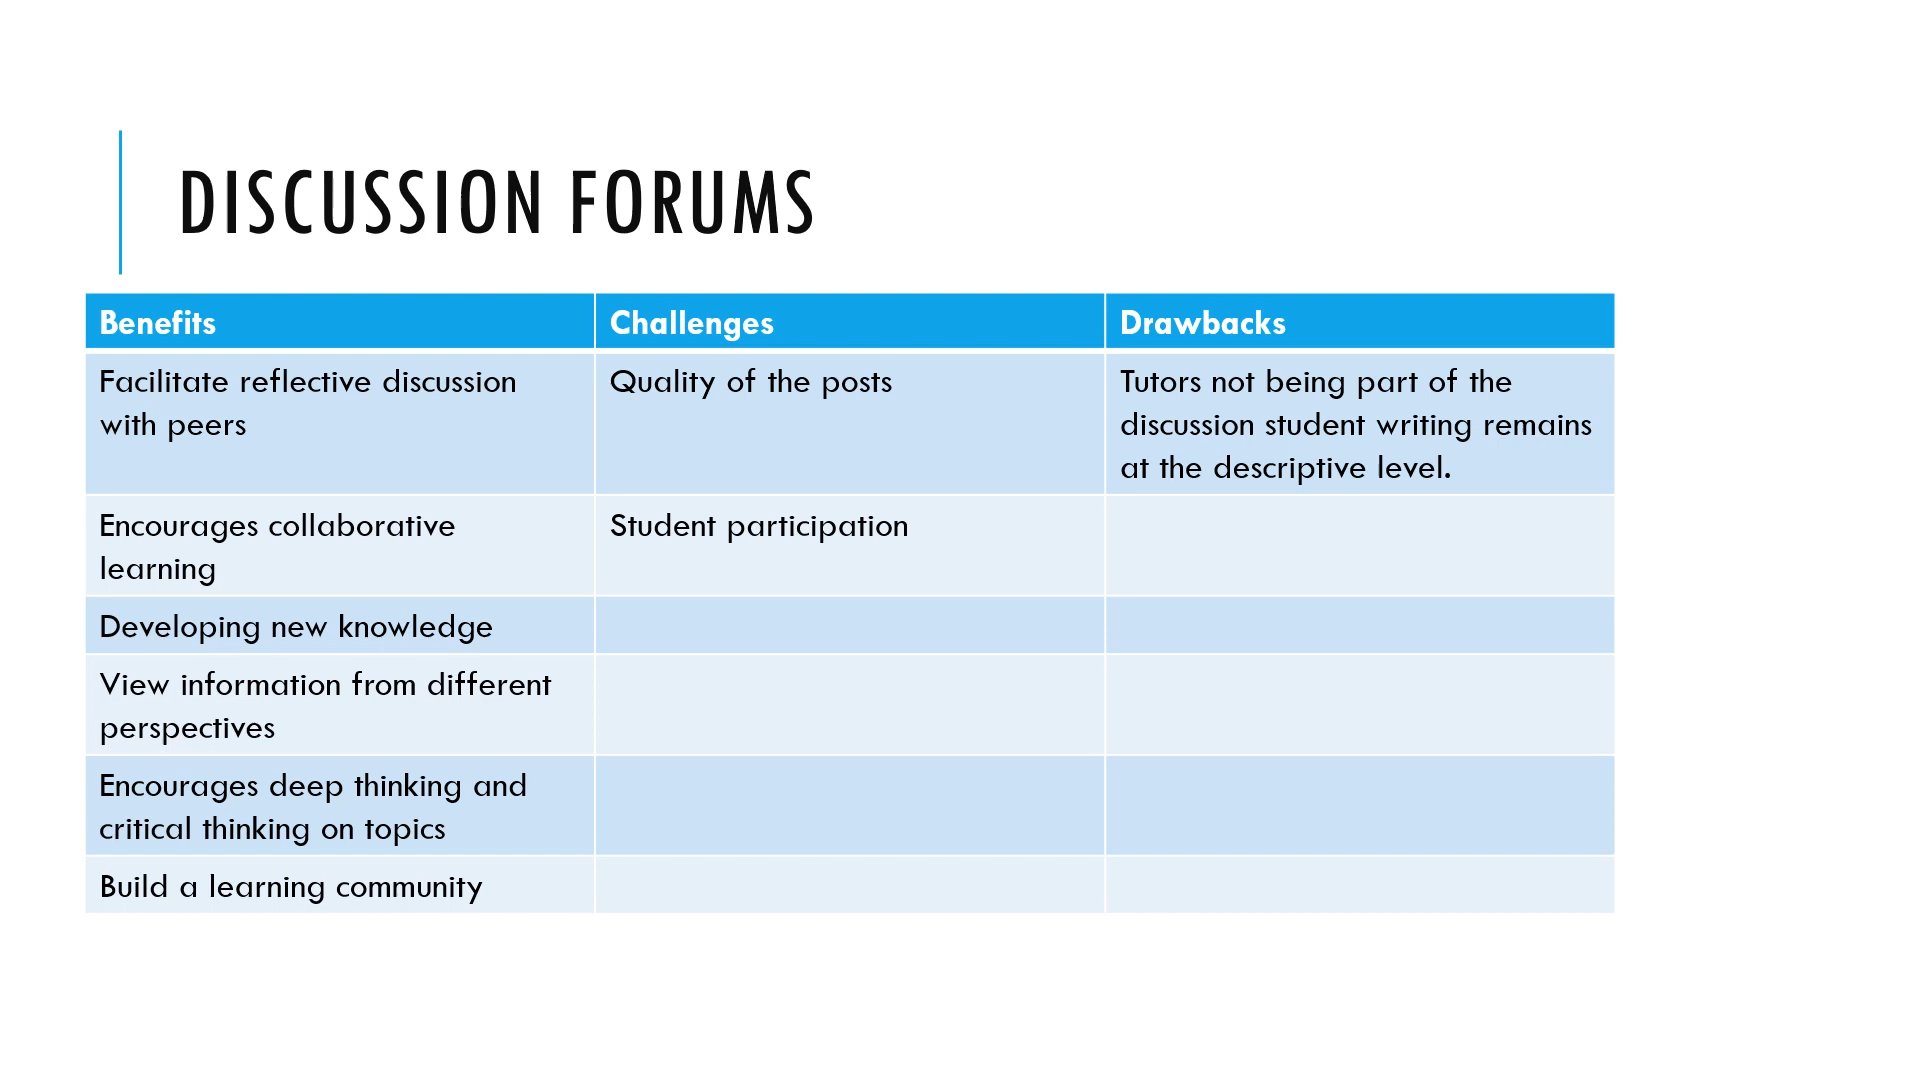 DISCUSSION FORUMS
Benefits
Challenges
Drawbacks
Facilitate reflective discussion
with peers
Quality of the posts
Tutors not being part of the
discussion student writing remains
at the descriptive level.
Encourages collaborative
learning
Student participation
Developing new knowledge
View information from different
perspectives
Encourages deep thinking and
critical thinking on topics
Build a learning community